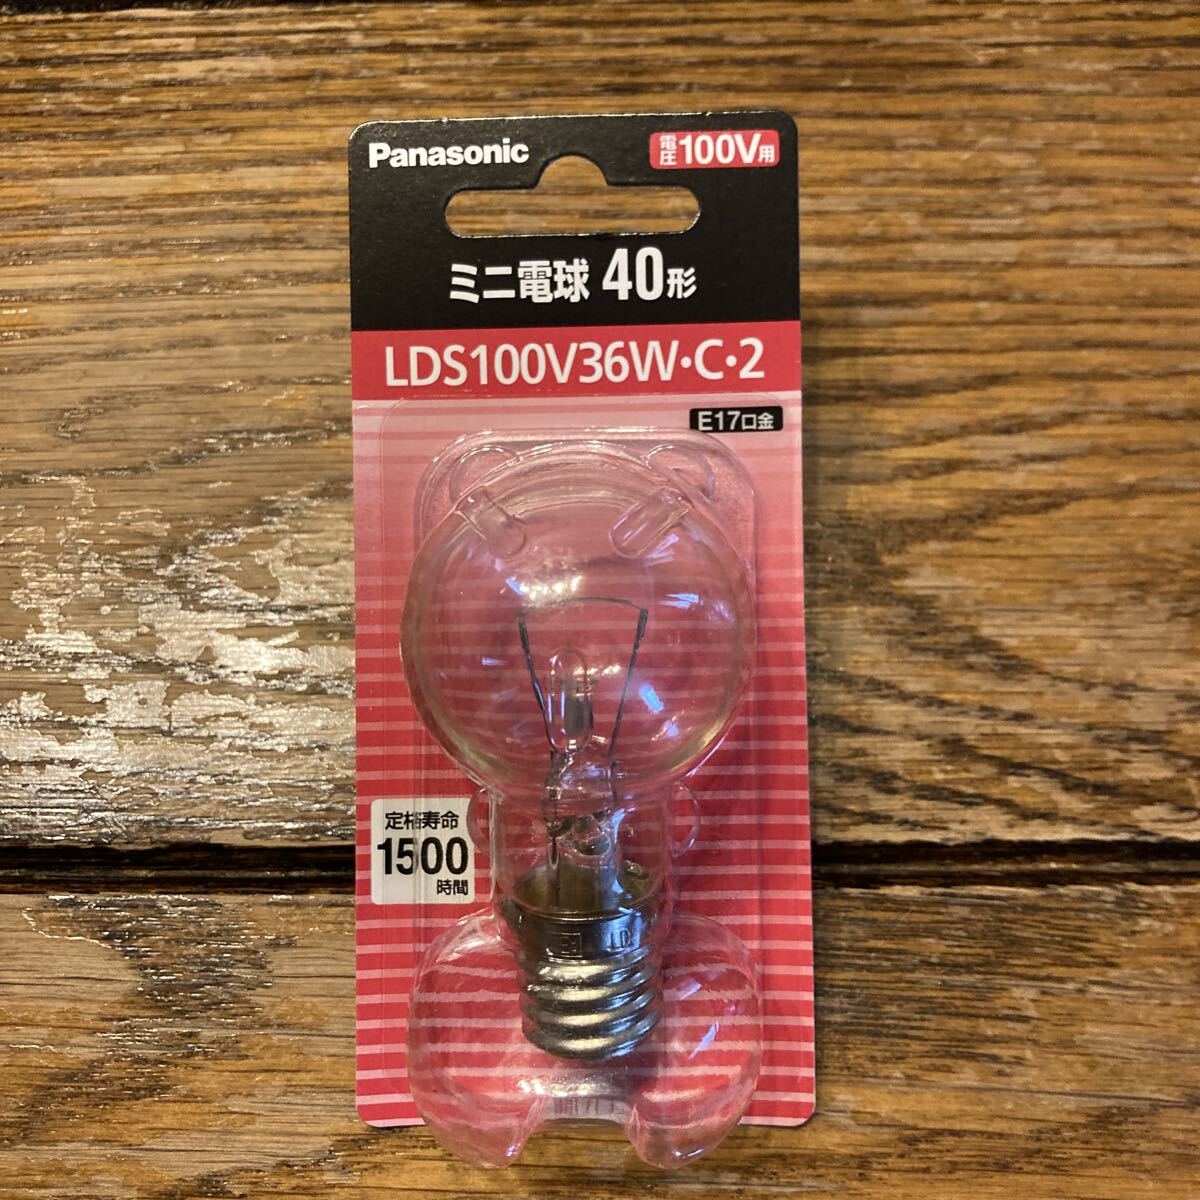 Panasonic
電圧100V用
ミニ電球 40形
LDS100V36W・C・2
E17口金
定格寿命
1500
時間